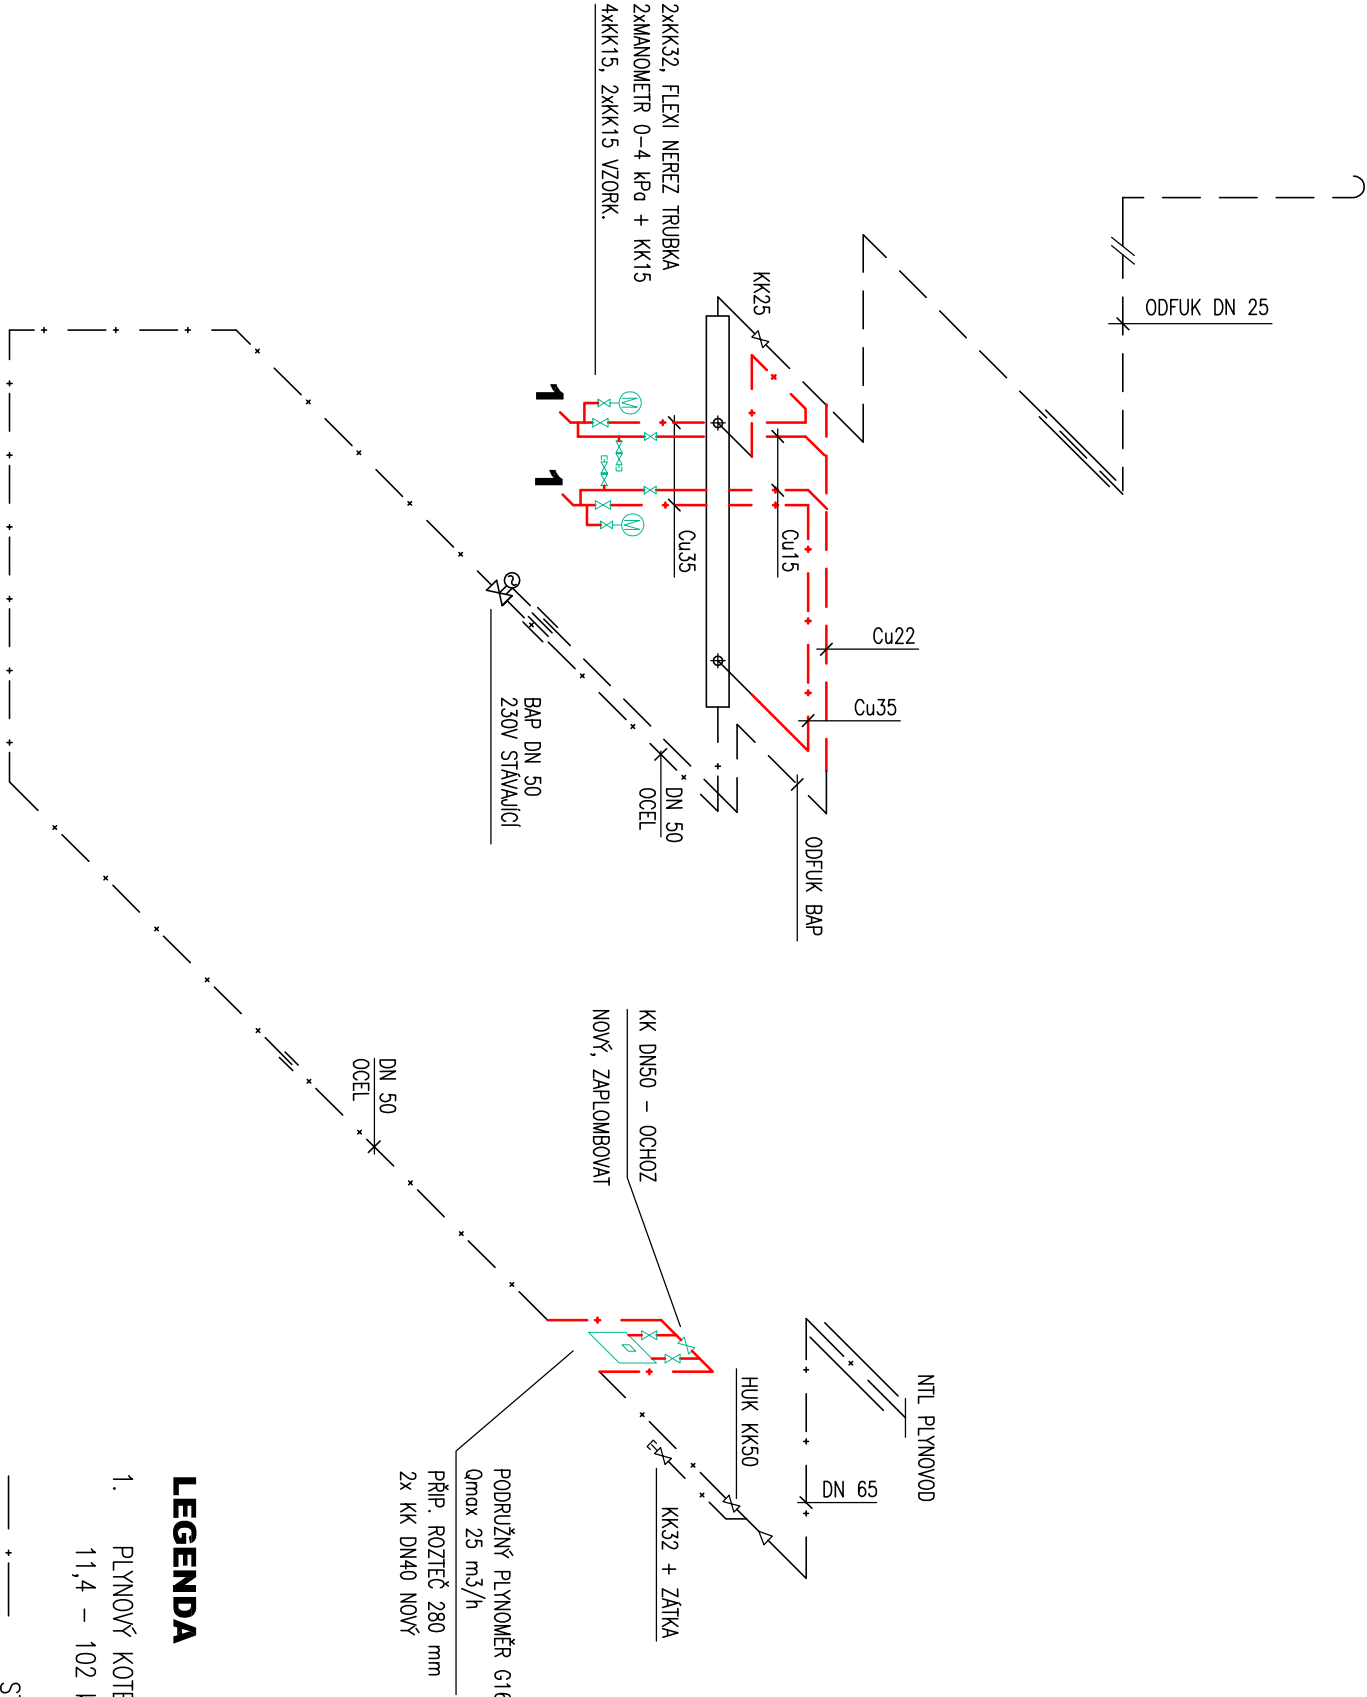 2xKK32, FLEXI NEREZ TRUBKA
2xMANOMETR 0-4 kPa + KK15
4xKK15, 2xKK15 VZORK.
KK25
ODFUK DN 25
1
1
M
M
Cu35
Cu15
Cu22
Cu35
BAP DN 50
230V STÁVAJÍCÍ
DN 50
OCEL
ODFUK BAP
KK DN50 - OCHOZ
NOVÝ, ZAPLOMBOVAT
DN 50
OCEL
NTL PLYNOVOD
HUK KK50
DN 65
KK32 + ZÁTKA
PODRUŽNÝ PLYNOMĚR G16
Qmax 25 m3/h
PŘIP. ROZTEČ 280 mm
2x KK DN40 NOVÝ
LEGENDA
1. PLYNOVÝ
11,4 - 102